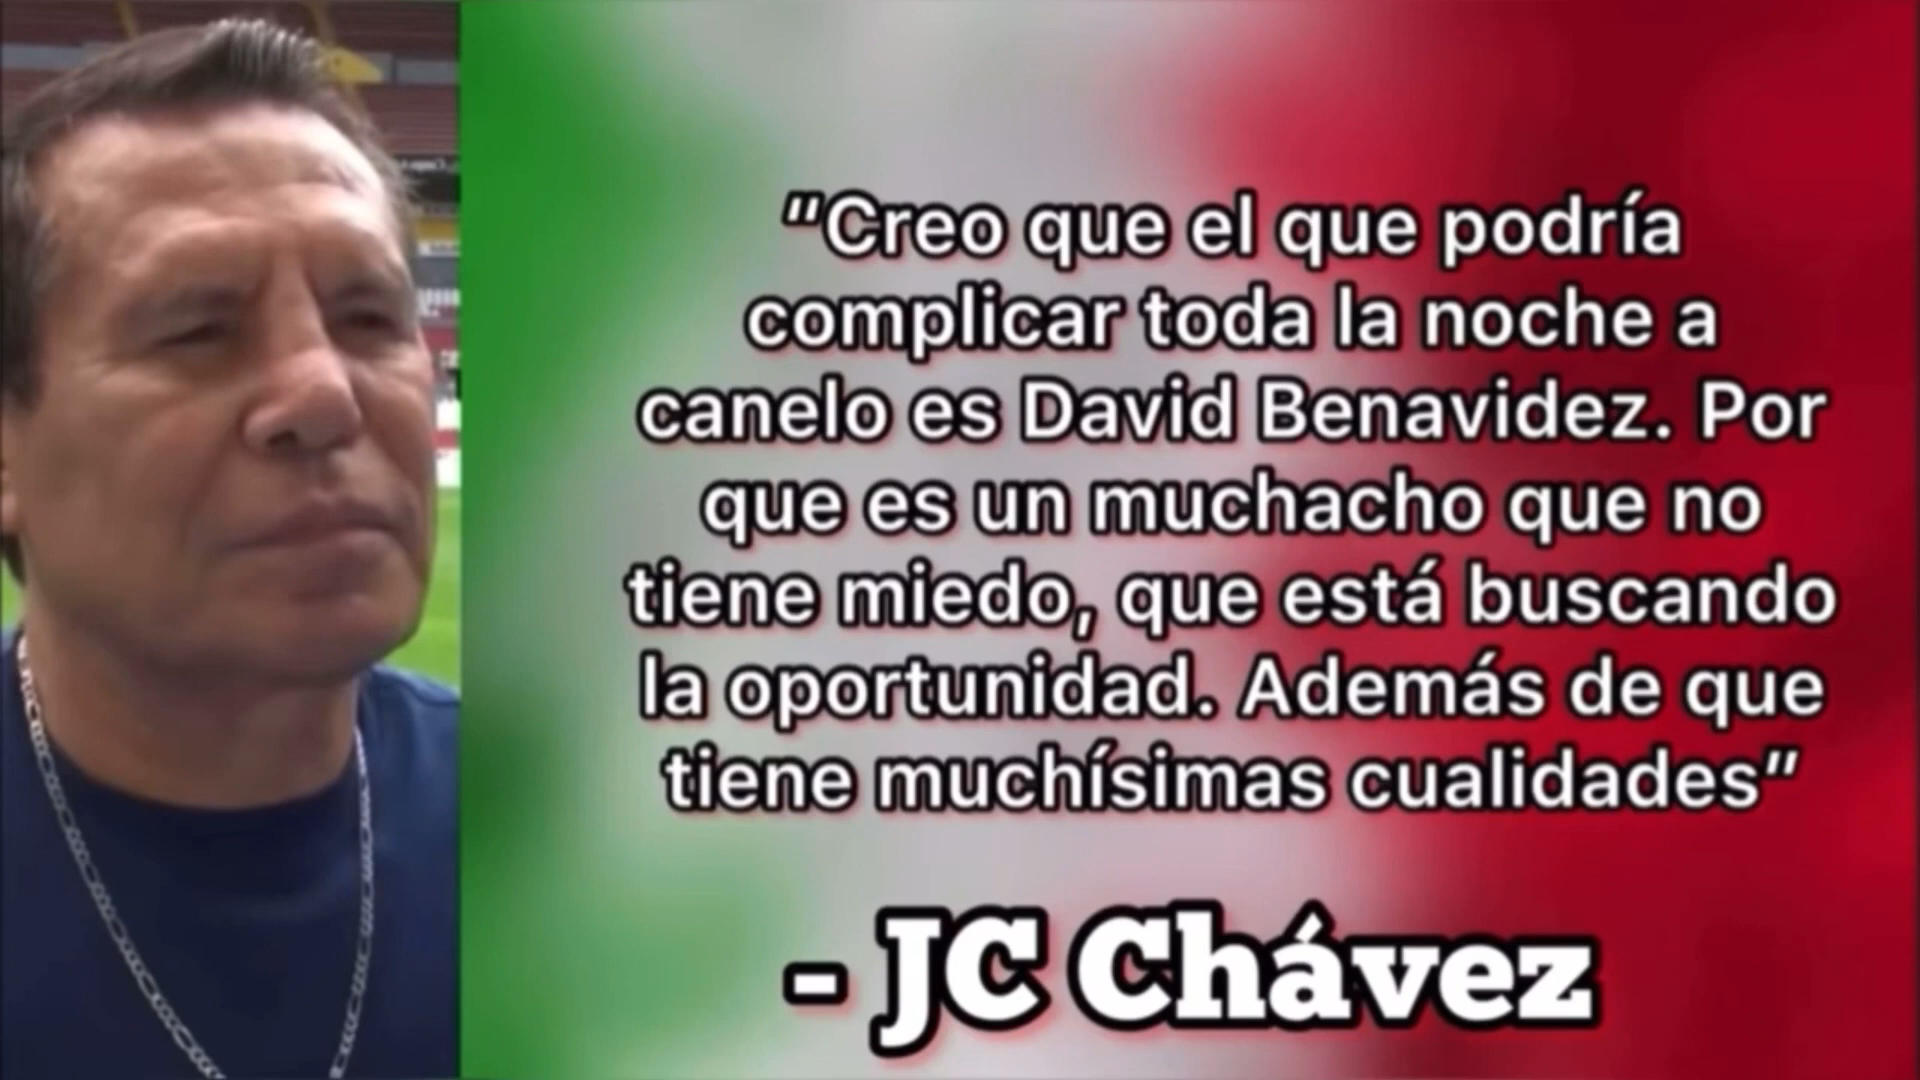 “Creo que el que podría
complicar toda la noche a
canelo es David Benavidez. Por
que es un muchacho que no
tiene miedo, que está buscando
la oportunidad. Además de que
tiene muchísimas cualidades”
- JC Chávez